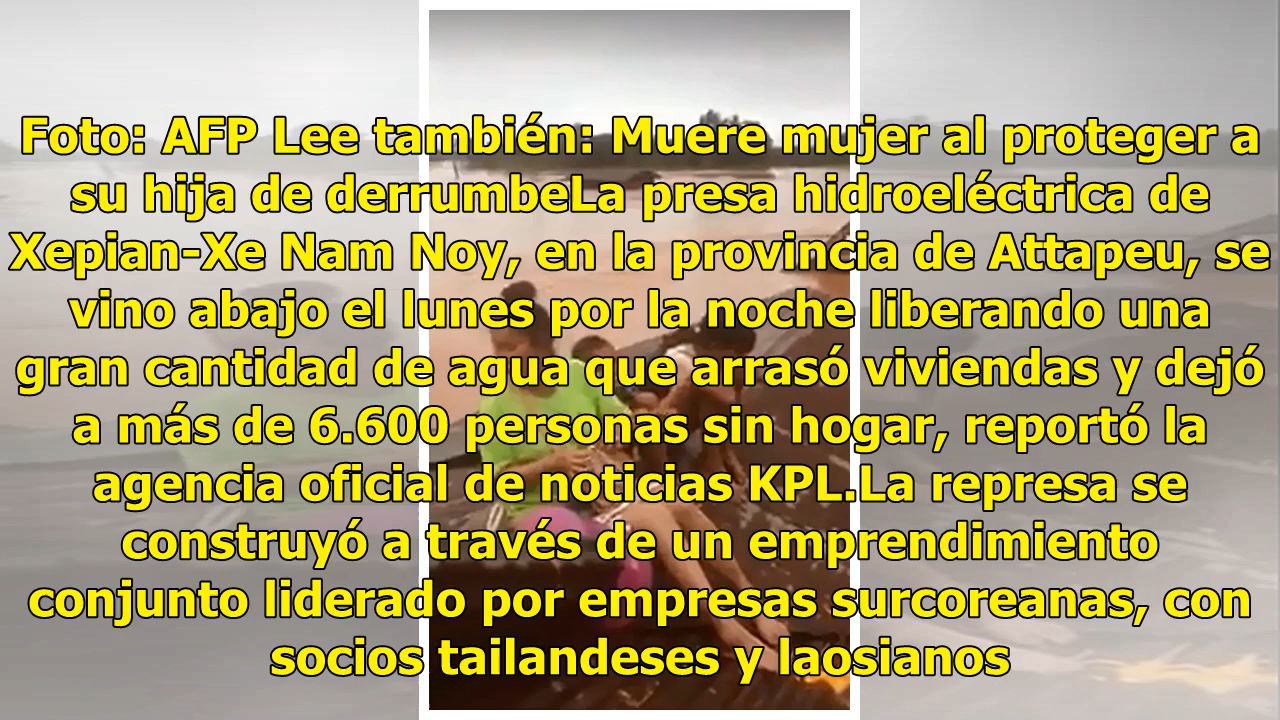 Foto: AFP Lee también: Muere mujer al proteger a
su hija de derrumbeLa presa hidroeléctrica de
Xepian-Xe Nam Noy, en la provincia de Attapeu, se
vino abajo el lunes por la noche liberando una
gran cantidad de agua que arrasó viviendas y dejó
a más de 6.600 personas sin hogar, reportó la
agencia oficial de noticias KPL.La represa se
construyó a través de un emprendimiento
conjunto liderado por empresas surcoreanas, con
socios tailandeses y laosianos